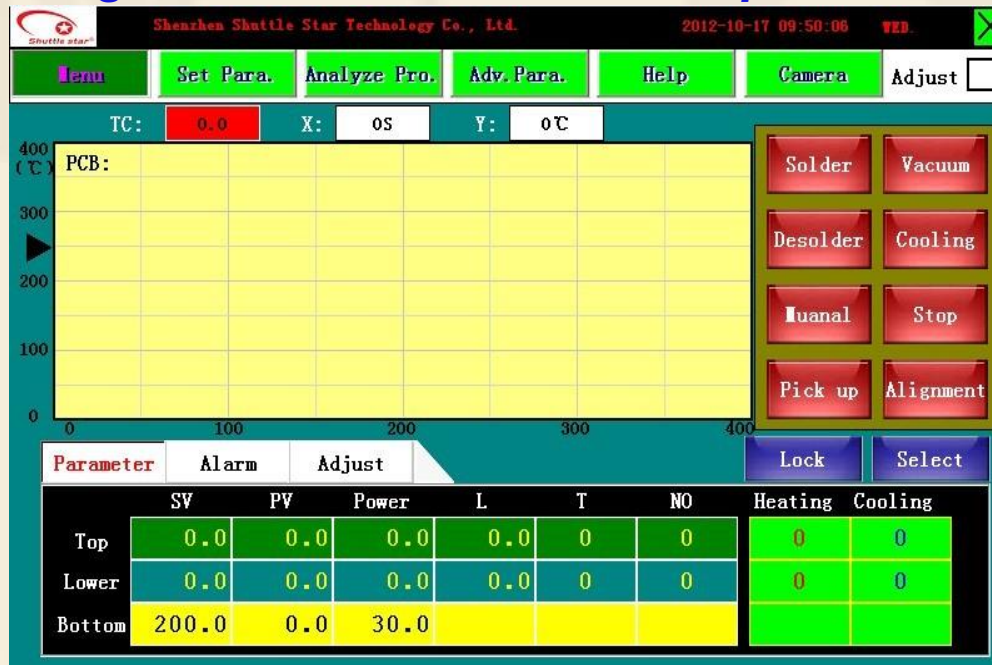 Shuttle star®
Shenzhen Shuttle Star Technology Co., Ltd.
2012-10-17 09:50:06
WED.
Menu
Set Para.
Analyze Pro.
Adv. Para.
Help
Camera
Adjust
TC: 0.0 X: 0S Y: 0℃
400
(℃)
PCB:
300
200
100
0
0 100 200 300 400
Solder Vacuum
Desolder Cooling
Muanal Stop
Pick up Alignment
Lock Select
Parameter Alarm Adjust
SV PV Power L T NO Heating Cooling
Top 0.0 0.0 0.0 0.0 0 0 0 0
Lower 0.0 0.0 0.0 0.0 0 0 0 0
Bottom 200.0 0.0 30.0